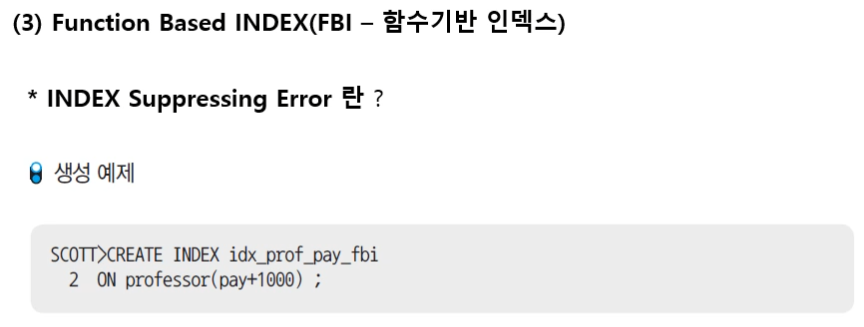 (3) Function Based INDEX(FBI – 함수기반 인덱스)
* INDEX Suppressing Error 란 ?
생성 예제
SCOTT>CREATE INDEX idx_prof_pay_fbi
2 ON professor(pay+1000) ;